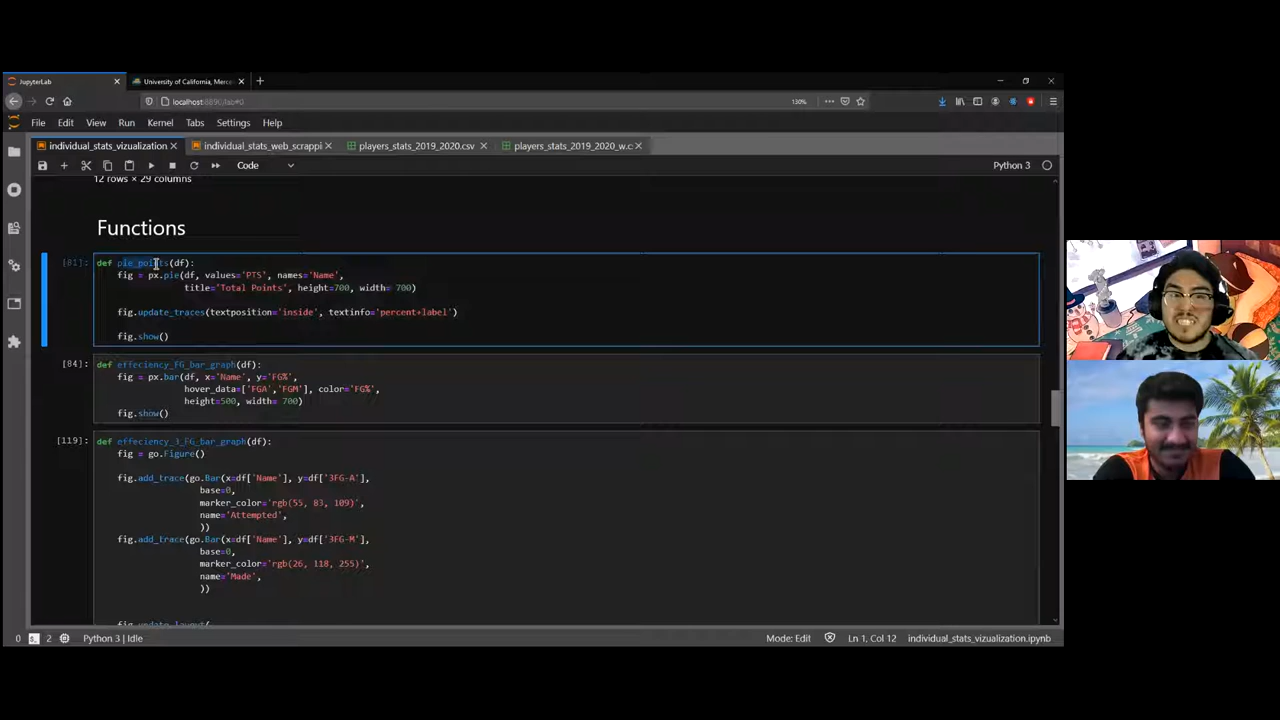 JupyterLab
University of California, Merce
localhost:8890/lab#0
130%
File Edit View Run Kernel Tabs Settings Help
individual_stats_vizualization
individual_stats_web_scrappi
players_stats_2019_2020.csv
players_stats_2019_2020_w.c
Code
Python 3
12 rows × 29 columns
Functions
[81]:
def pie_points(df):
fig = px.pie(df, values='PTS', names='Name',
title='Total Points', height=700, width= 700)
fig.update_traces(textposition='inside', textinfo='percent+label')
fig.show()
[84]:
def effeciency_FG_bar_graph(df):
fig = px.bar(df, x='Name', y='FG%',
hover_data=['FGA','FGM'], color='FG%',
height=500, width= 700)
fig.show()
[119]:
def effeciency_3_FG_bar_graph(df):
fig = go.Figure()
fig.add_trace(go.Bar(x=df['Name'], y=df['3FG-A'],
base=0,
marker_color='rgb(55, 83, 109)',
name='Attempted',
))
fig.add_trace(go.Bar(x=df['Name'], y=df['3FG-M'],
base=0,
marker_color='rgb(26, 118, 255)',
name='Made',
))
fig.update_layout(
0 2 Python 3 | Idle
Mode: Edit Ln 1, Col 12 individual_stats_vizualization.ipynb